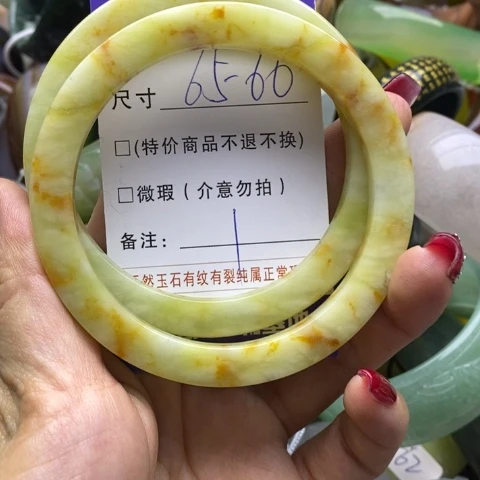 尺寸 65-60
□(特价商品不退不换)
□微瑕(介意勿拍)
备注:
然玉石有纹有裂纯属正常
62